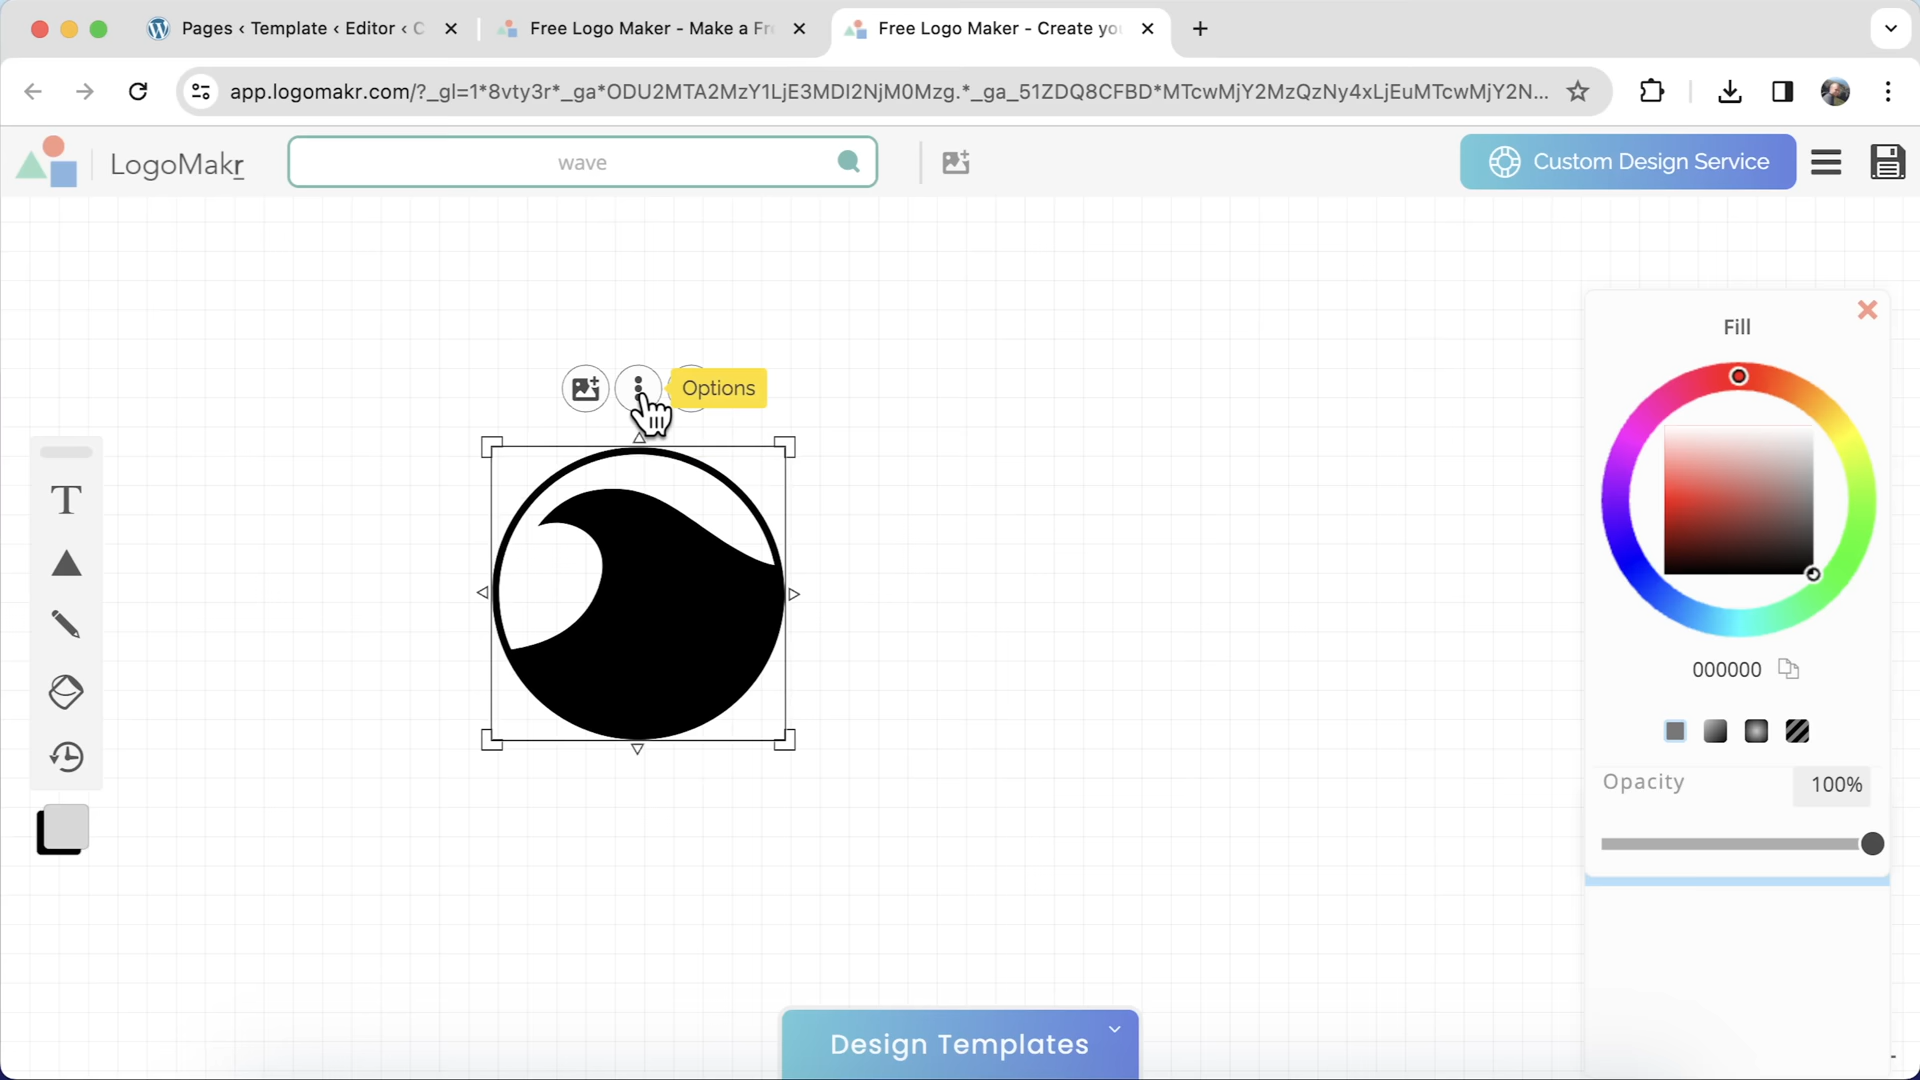 Pages ‹ Template ‹ Editor ‹ C
Free Logo Maker - Make a Fr
Free Logo Maker - Create yo
app.logomakr.com/?_gl=1*8vty3r*_ga*ODU2MTA2MzY1LjE3MDI2NjM0Mzg.*_ga_51ZDQ8CFBD*MTcwMjY2MzQzNy4xLjEuMTcwMjY2N...
LogoMakr
wave
Custom Design Service
Options
T
Fill
000000
Opacity
100%
Design Templates